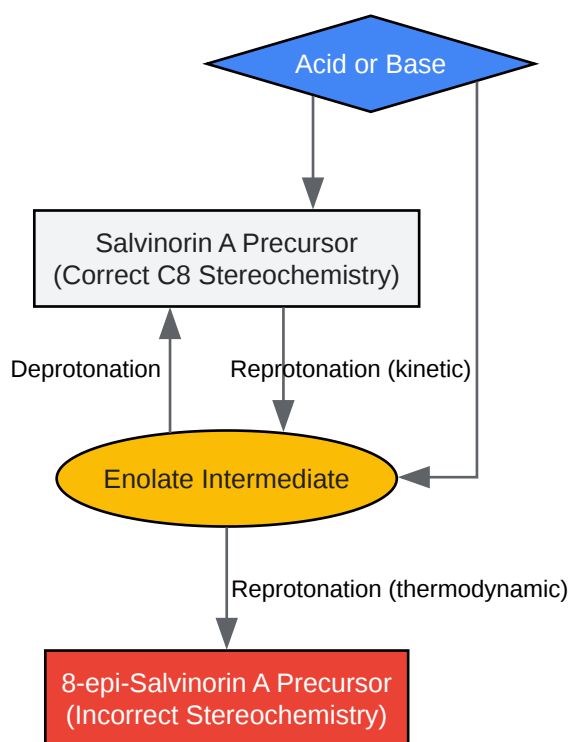 Acid or Base
Salvinorin A Precursor
(Correct C8 Stereochemistry)
Deprotonation
Reprotonation (kinetic)
Enolate Intermediate
Reprotonation (thermodynamic)
8-epi-Salvinorin A Precursor
(Incorrect Stereochemistry)